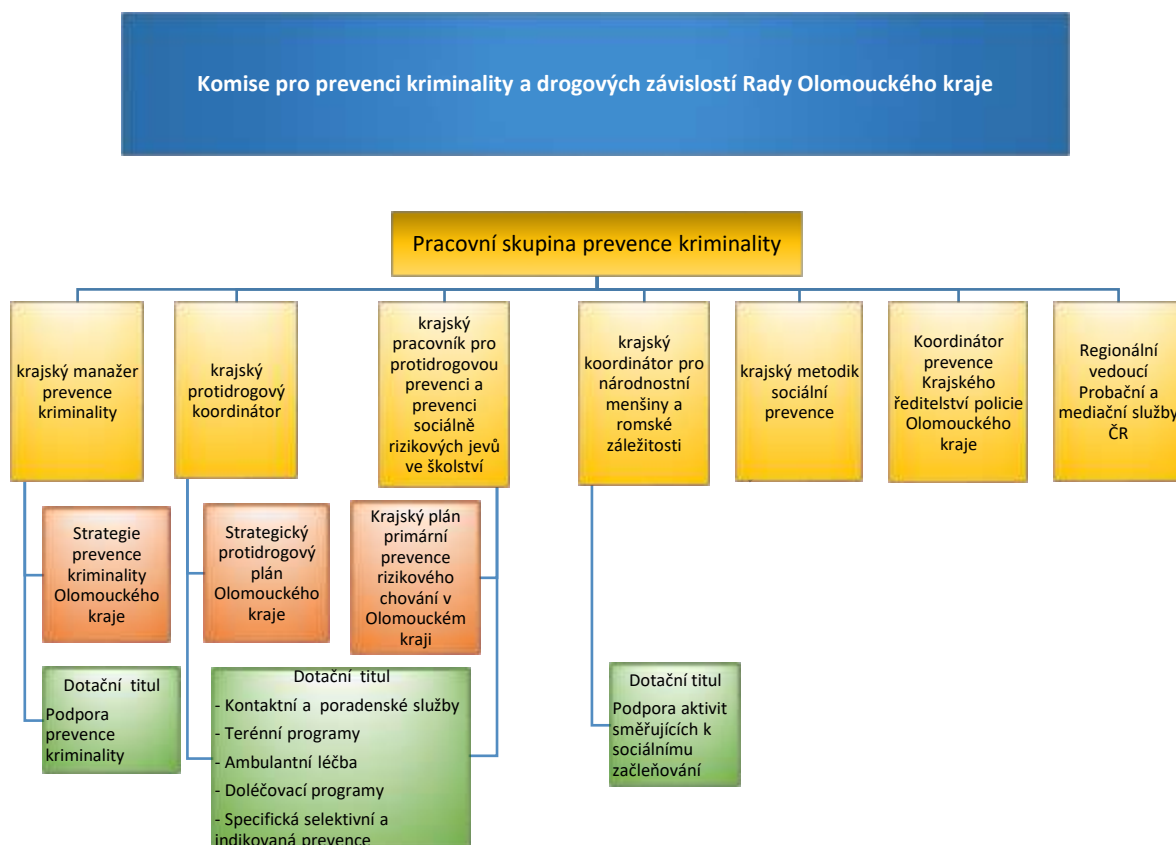 Komise pro prevenci kriminality a drogových závislostí Rady Olomouckého kraje
Pracovní skupina prevence kriminality
krajský manažer
prevence
kriminality
krajský
protidrogový
koordinátor
krajský
pracovník pro
protidrogovou
prevenci a
prevenci
sociálně
rizikových jevů
ve školství
krajský
koordinátor pro
národnostní
menšiny a
romské
záležitosti
krajský metodik
sociální
prevence
Koordinátor
prevence
Krajského
ředitelství policie
Olomouckého
kraje
Regionální
vedoucí
Probační a
mediační služby
ČR
Strategie
prevence
kriminality
Olomouckého
kraje
Strategický
protidrogový
plán
Olomouckého
kraje
Krajský plán
primární
prevence
rizikového
chování v
Olomouckém
kraji
Dotační titul
Podpora
prevence
kriminality
Dotační titul
- Kontaktní a poradenské služby
- Terénní programy
- Ambulantní léčba
- Doléčovací programy
- Specifická selektivní a
indikovaná prevence
Dotační titul
Podpora aktivit
směřujících k
sociálnímu
začleňování